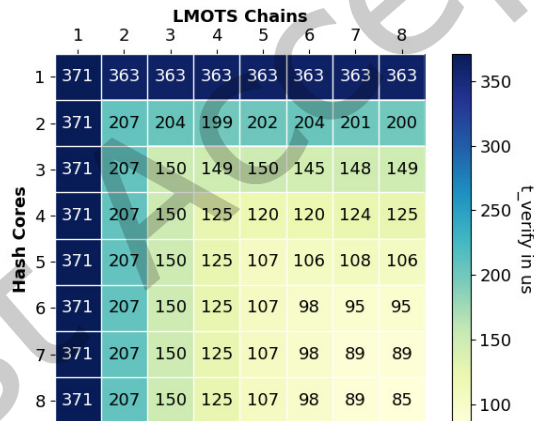 LMOTS Chains
1 2 3 4 5 6 7 8
1 371 363 363 363 363 363 363 363 350
2 371 207 204 199 202 204 201 200
3 371 207 150 149 150 145 148 149 300
4 371 207 150 125 120 120 124 125 250
5 371 207 150 125 107 106 108 106 200
6 371 207 150 125 107 98 95 95
7 371 207 150 125 107 98 89 89 150
8 371 207 150 125 107 98 89 85 100
Hash Cores
t_verify in us